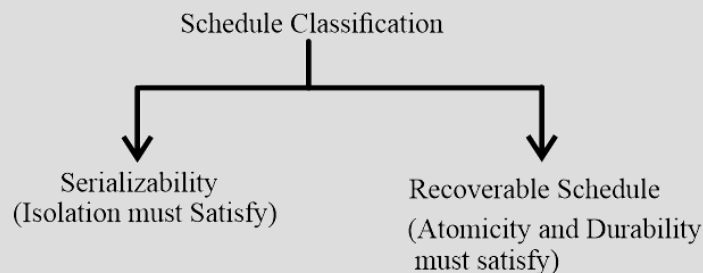 Schedule Classification
Serializability
(Isolation must Satisfy)
Recoverable Schedule
(Atomicity and Durability
must satisfy)